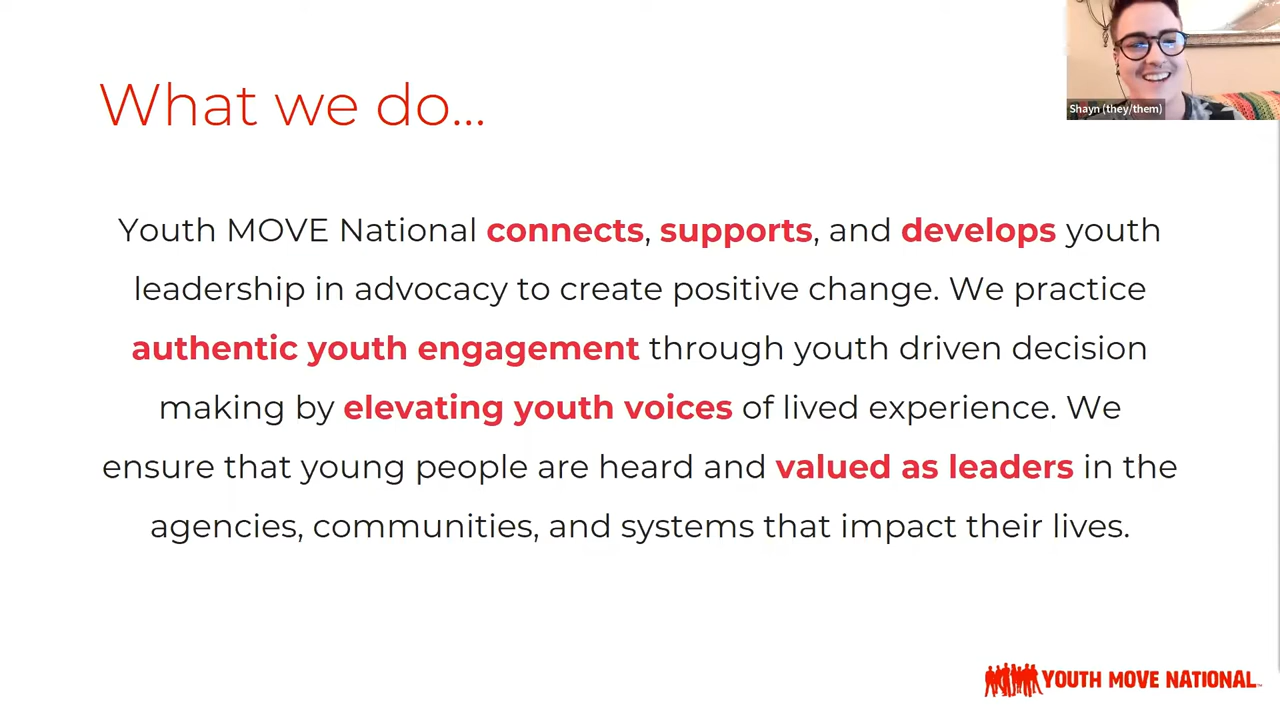 What we do...
Shayn (they/them)
Youth MOVE National connects, supports, and develops youth
leadership in advocacy to create positive change. We practice
authentic youth engagement through youth driven decision
making by elevating youth voices of lived experience. We
ensure that young people are heard and valued as leaders in the
agencies, communities, and systems that impact their lives.
YOUTH MOVE NATIONAL